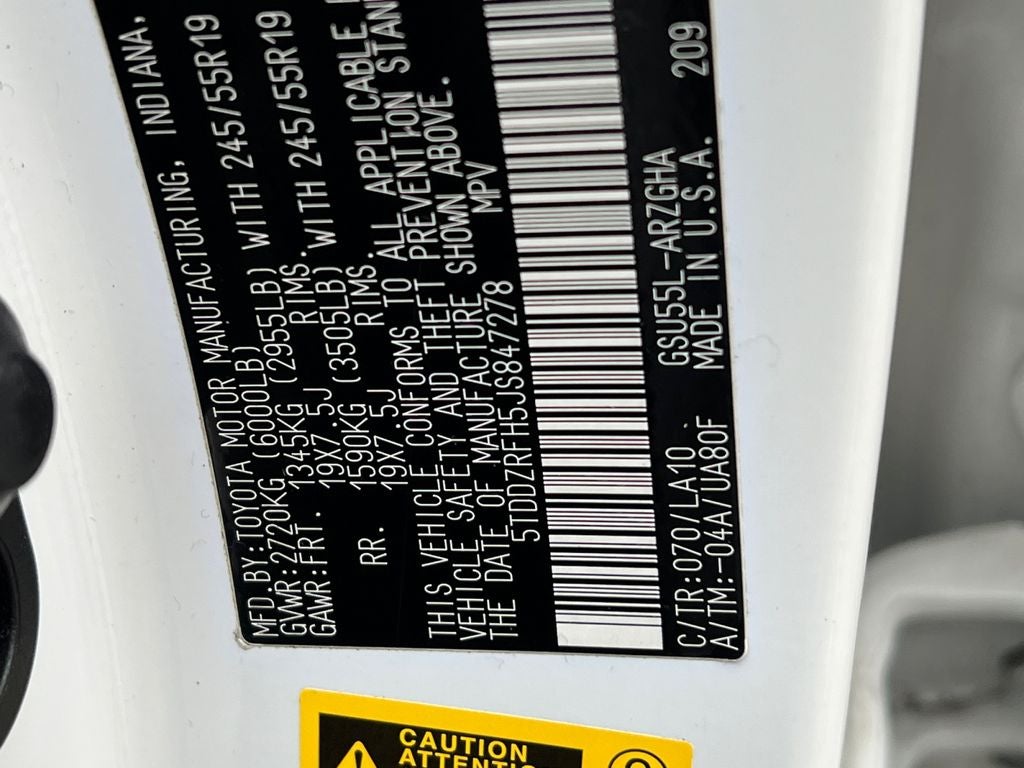 MFD.BY:TOYOTA MOTOR MANUFACTURING, INDIANA,
GVWR:2720KG (6000LB)
GAWR:FRT. 1345KG (2955LB) WITH 245/55R19
19X7.5J RIMS.
RR. 1590KG (3505LB) WITH 245/55R19
19X7.5J RIMS.
THIS VEHICLE CONFORMS TO ALL APPLICABLE
VEHICLE SAFETY AND THEFT PREVENTION STAN
THE DATE OF MANUFACTURE SHOWN ABOVE.
5TDDZRFH5JS847278 MPV
C/TR:070/LA10 GSU55L-ARZGHA 209
A/TM:-04A/UA80F MADE IN U.S.A.
CAUTION
ATTENTIO